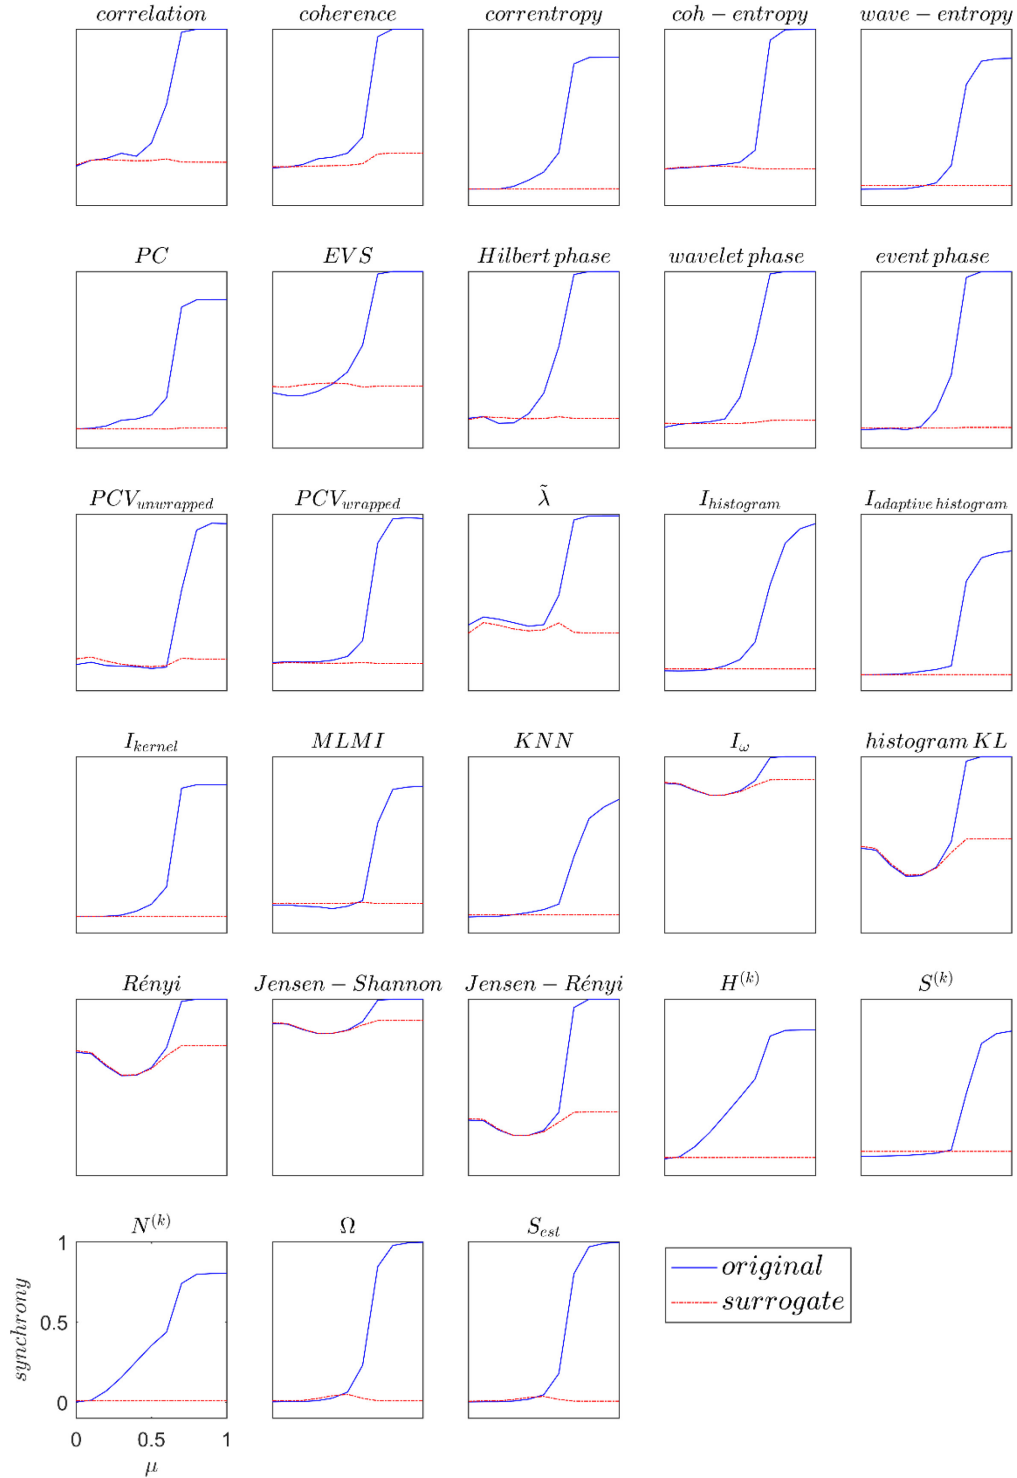 correlation coherence correntropy coh − entropy wave − entropy
PC EVS Hilbert phase wavelet phase event phase
PCV_unwrapped PCV_wrapped λ̃ I_histogram I_adaptive histogram
I_kernel MLMI KNN I_ω histogram KL
Rényi Jensen − Shannon Jensen − Rényi H^(k) S^(k)
N^(k) Ω S_est
1
0.5
0
synchrony
0 0.5 1
μ
original
surrogate